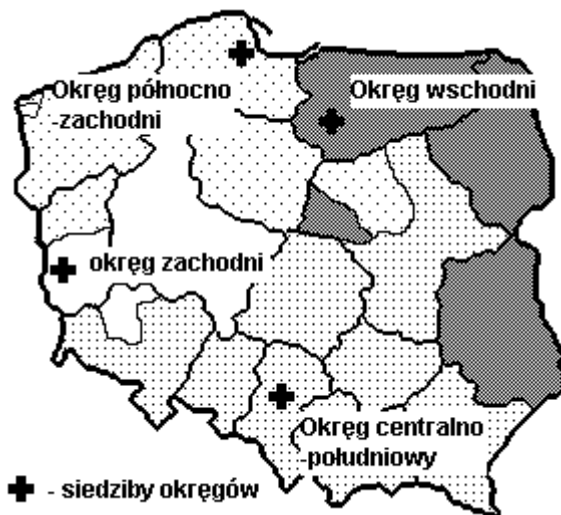 Okręg północno
-zachodni
Okręg wschodni
okręg zachodni
Okręg centralno
-południowy
- siedziby okręgów